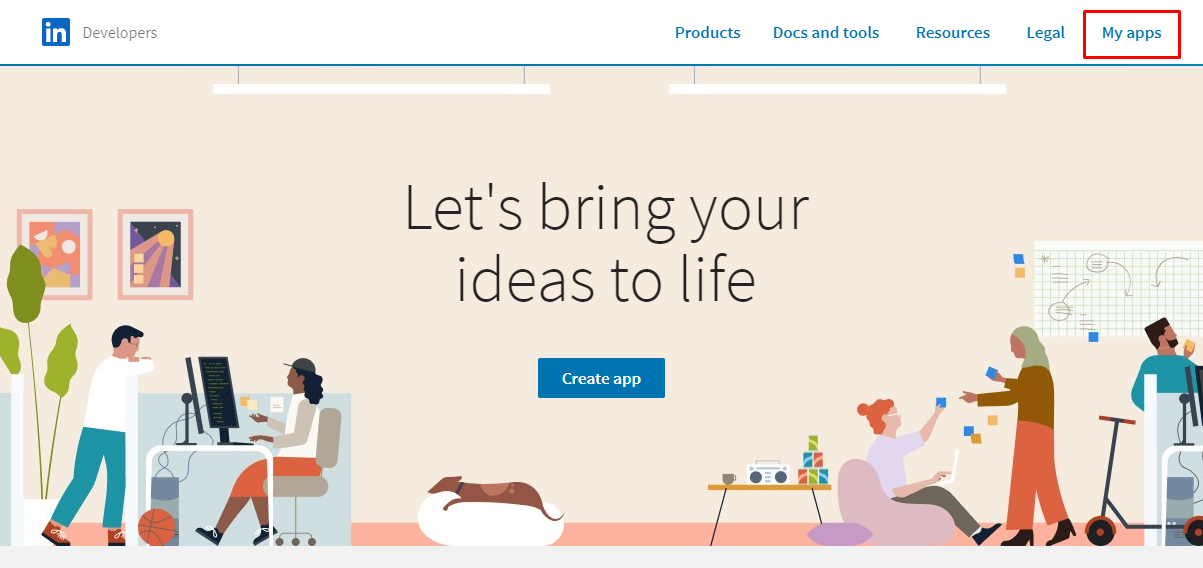 in Developers
Products Docs and tools Resources Legal My apps
Let's bring your
ideas to life
Create app